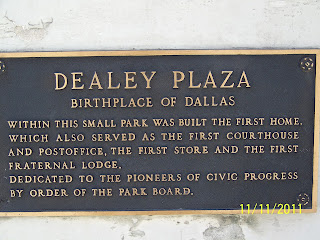 DEALEY PLAZA
BIRTHPLACE OF DALLAS
WITHIN THIS SMALL PARK WAS BUILT THE FIRST HOME.
WHICH ALSO SERVED AS THE FIRST COURTHOUSE
AND POSTOFFICE, THE FIRST STORE AND THE FIRST
FRATERNAL LODGE.
DEDICATED TO THE PIONEERS OF CIVIC PROGRESS
BY ORDER OF THE PARK BOARD.
11/11/2011